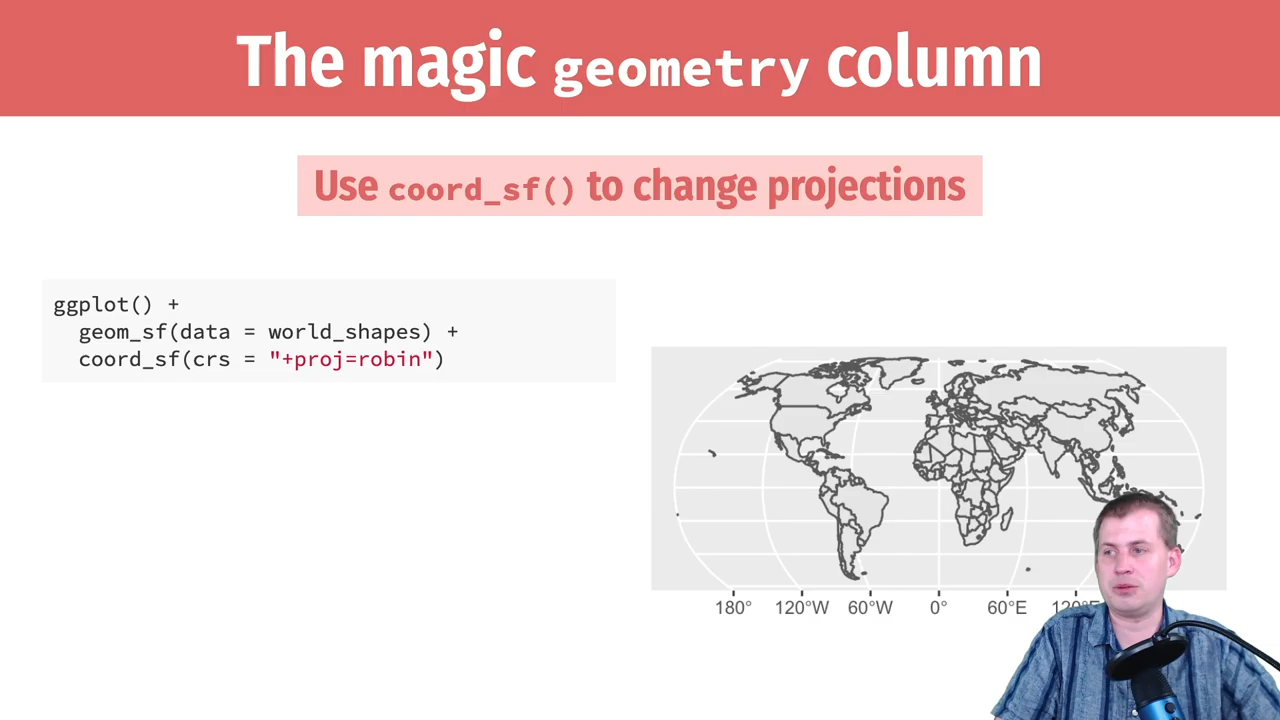 The magic geometry column
Use coord_sf() to change projections
ggplot() +
geom_sf(data = world_shapes) +
coord_sf(crs = "+proj=robin")
180° 120°W 60°W 0° 60°E 120°E